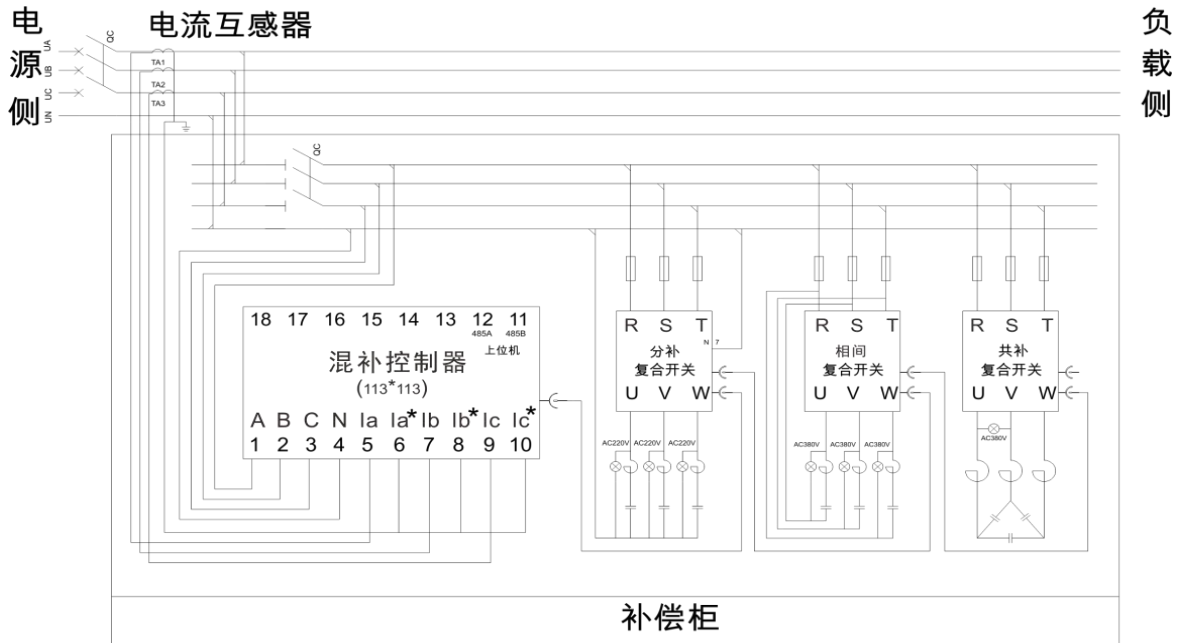 电源侧
电流互感器
负载侧
UA
UB
UC
UN
QC
TA1
TA2
TA3
QC
18 17 16 15 14 13 12 11
485A 485B
上位机
混补控制器
(113*113)
A B C N Ia Ia* Ib Ib* Ic Ic*
1 2 3 4 5 6 7 8 9 10
R S T
N 7
分补
复合开关
U V W
AC220V AC220V AC220V
R S T
相间
复合开关
U V W
AC380V AC380V AC380V
R S T
共补
复合开关
U V W
AC380V
补偿柜